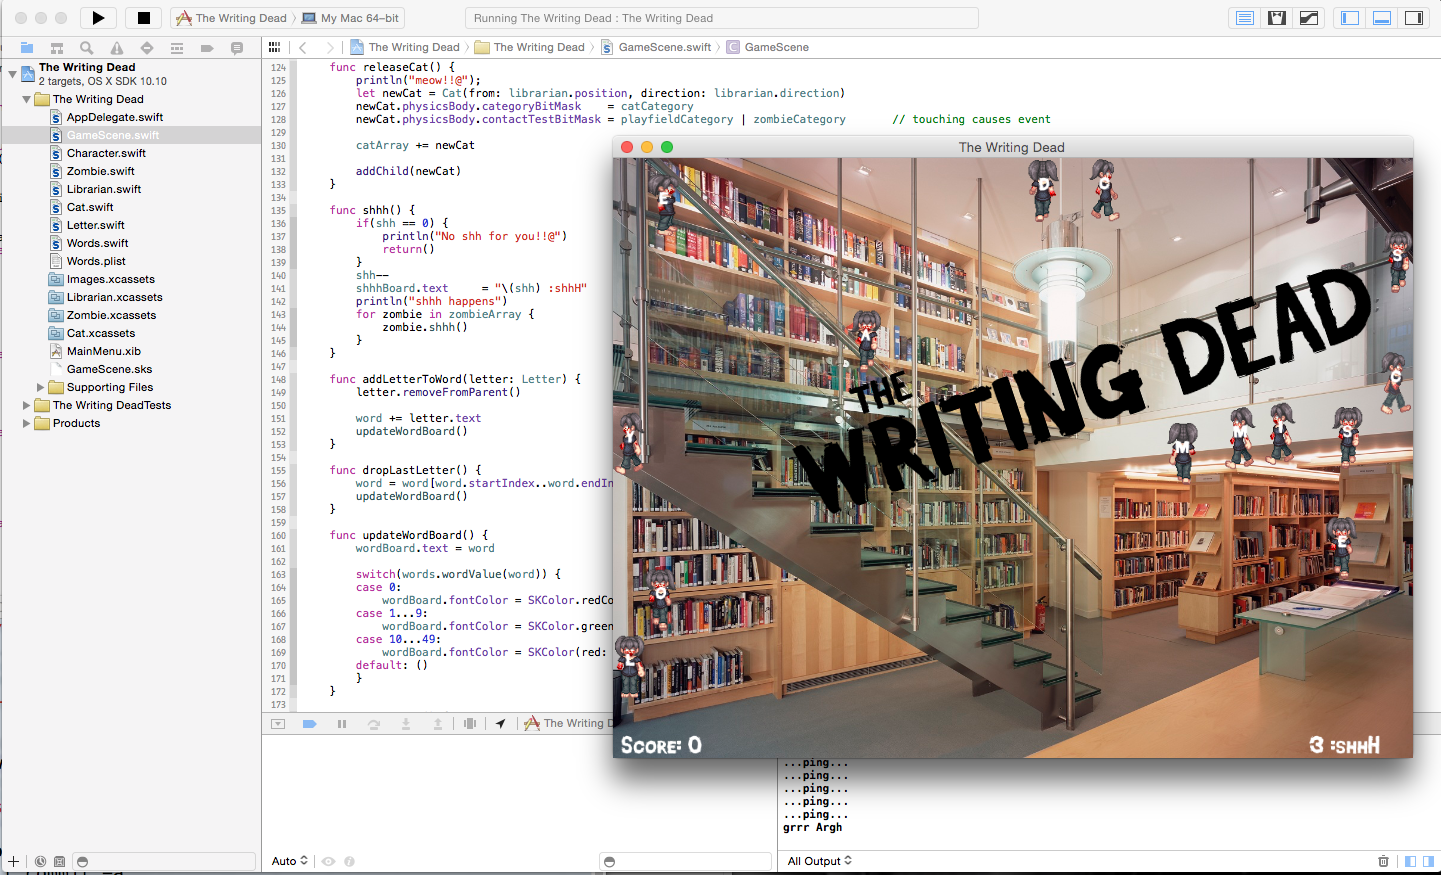 The Writing Dead
My Mac 64-bit
Running The Writing Dead : The Writing Dead
The Writing Dead
The Writing Dead
GameScene.swift
C GameScene
The Writing Dead
2 targets, OS X SDK 10.10
The Writing Dead
AppDelegate.swift
GameScene.swift
Character.swift
Zombie.swift
Librarian.swift
Cat.swift
Letter.swift
Words.swift
Words.plist
Images.xcassets
Librarian.xcassets
Zombie.xcassets
Cat.xcassets
MainMenu.xib
GameScene.sks
Supporting Files
The Writing DeadTests
Products
124 func releaseCat() {
125 println("meow!!@");
126 let newCat = Cat(from: librarian.position, direction: librarian.direction)
127 newCat.physicsBody.categoryBitMask    = catCategory
128 newCat.physicsBody.contactTestBitMask = playfieldCategory | zombieCategory // touching causes event
129
130 catArray += newCat
131
132 addChild(newCat)
133 }
134
135 func shhh() {
136 if(shh == 0) {
137 println("No shh for you!!@")
138 return()
139 }
140 shh--
141 shhhBoard.text     = "\(shh) :shhH"
142 println("shhh happens")
143 for zombie in zombieArray {
144 zombie.shhh()
145 }
146 }
147
148 func addLetterToWord(letter: Letter) {
149 letter.removeFromParent()
150
151 word += letter.text
152 updateWordBoard()
153 }
154
155 func dropLastLetter() {
156 word = word[word.startIndex..word.endIn
157 updateWordBoard()
158 }
159
160 func updateWordBoard() {
161 wordBoard.text = word
162
163 switch(words.wordValue(word)) {
164 case 0:
165 wordBoard.fontColor = SKColor.redCo
166 case 1...9:
167 wordBoard.fontColor = SKColor.green
168 case 10...49:
169 wordBoard.fontColor = SKColor(red:
170 default: ()
171 }
172 }
173
The Writing Dead
D
S
THE
WRITING DEAD
M
S
Score: 0
3 :shhH
The Writing D
...ping...
...ping...
...ping...
...ping...
...ping...
grrr Argh
Auto
All Output